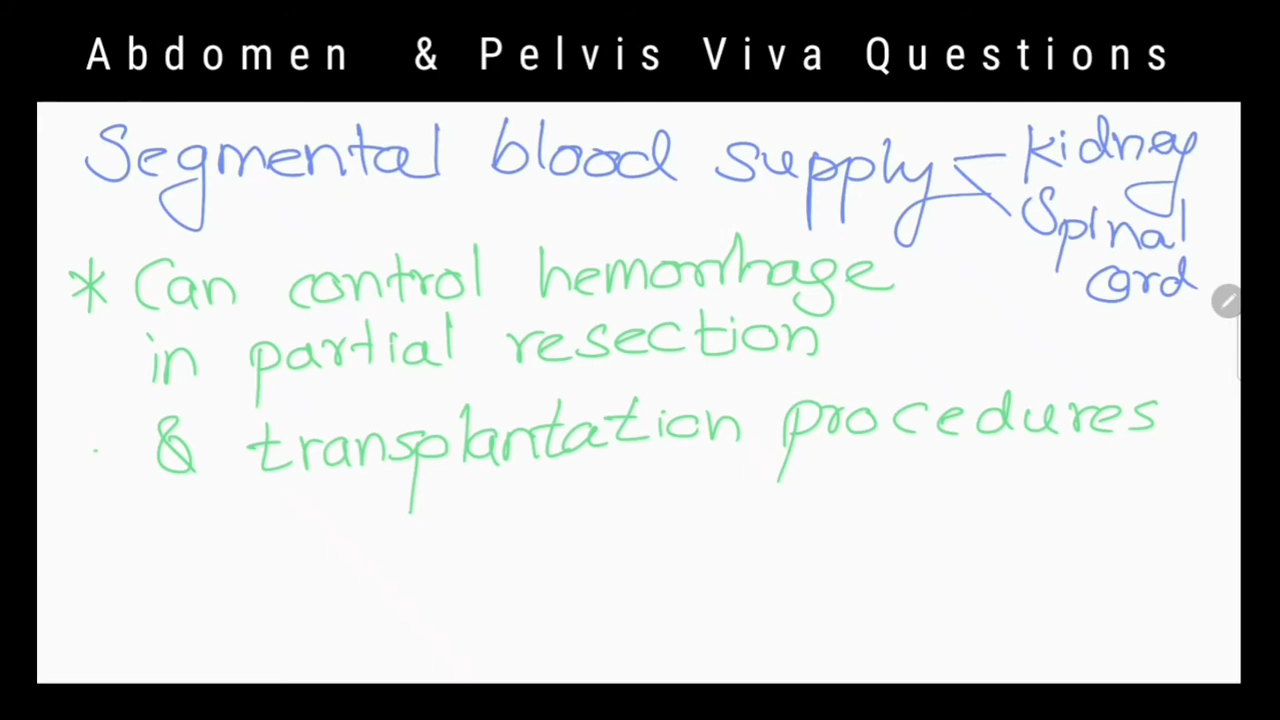 Abdomen & Pelvis Viva Questions
Segmental blood supply < kidney
Spinal
cord
* Can control hemorrhage
in partial resection
& transplantation procedures